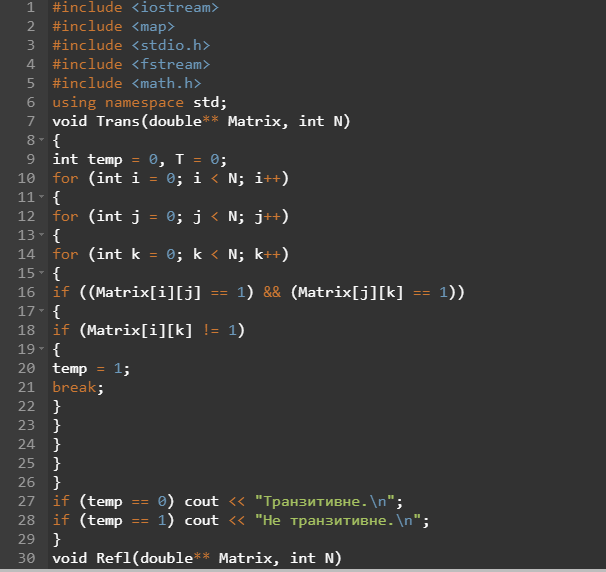 1 #include <iostream>
2 #include <map>
3 #include <stdio.h>
4 #include <fstream>
5 #include <math.h>
6 using namespace std;
7 void Trans(double** Matrix, int N)
8 {
9 int temp = 0, T = 0;
10 for (int i = 0; i < N; i++)
11 {
12 for (int j = 0; j < N; j++)
13 {
14 for (int k = 0; k < N; k++)
15 {
16 if ((Matrix[i][j] == 1) && (Matrix[j][k] == 1))
17 {
18 if (Matrix[i][k] != 1)
19 {
20 temp = 1;
21 break;
22 }
23 }
24 }
25 }
26 }
27 if (temp == 0) cout << "Транзитивне.\n";
28 if (temp == 1) cout << "Не транзитивне.\n";
29 }
30 void Refl(double** Matrix, int N)